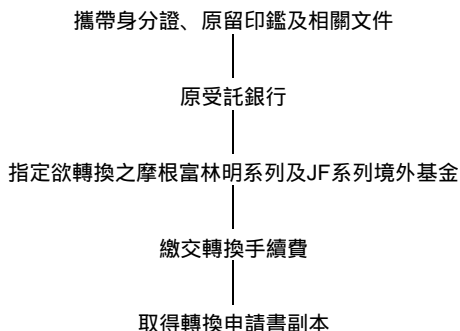 攜帶身分證、原留印鑑及相關文件
原受託銀行
指定欲轉換之摩根富林明系列及JF系列境外基金
繳交轉換手續費
取得轉換申請書副本